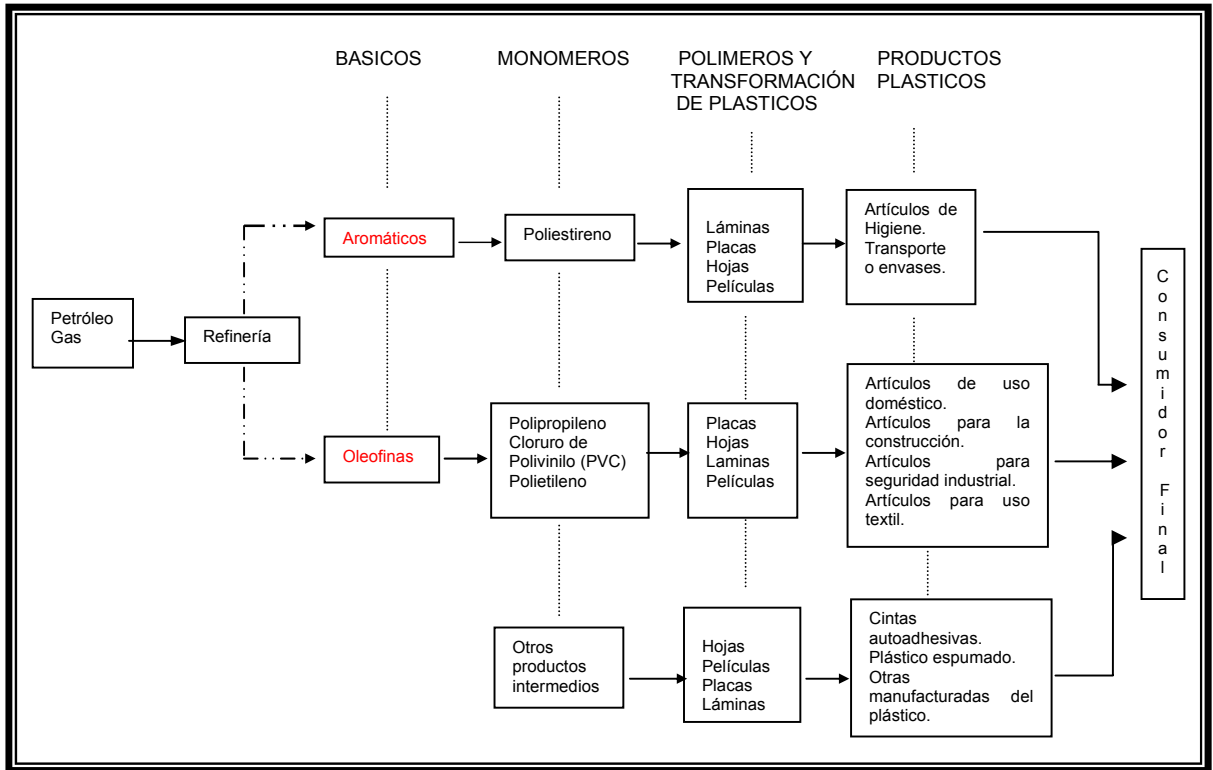 BASICOS
MONOMEROS
POLIMEROS Y
TRANSFORMACIÓN
DE PLASTICOS
PRODUCTOS
PLASTICOS
Petróleo
Gas
Refinería
Aromáticos
Poliestireno
Láminas
Placas
Hojas
Películas
Artículos de
Higiene.
Transporte
o envases.
Oleofinas
Polipropileno
Cloruro de
Polivinilo (PVC)
Polietileno
Placas
Hojas
Laminas
Películas
Artículos de uso
doméstico.
Artículos para la
construcción.
Artículos para
seguridad industrial.
Artículos para uso
textil.
Otros
productos
intermedios
Hojas
Películas
Placas
Láminas
Cintas
autoadhesivas.
Plástico espumado.
Otras
manufacturadas del
plástico.
Consumidor Final